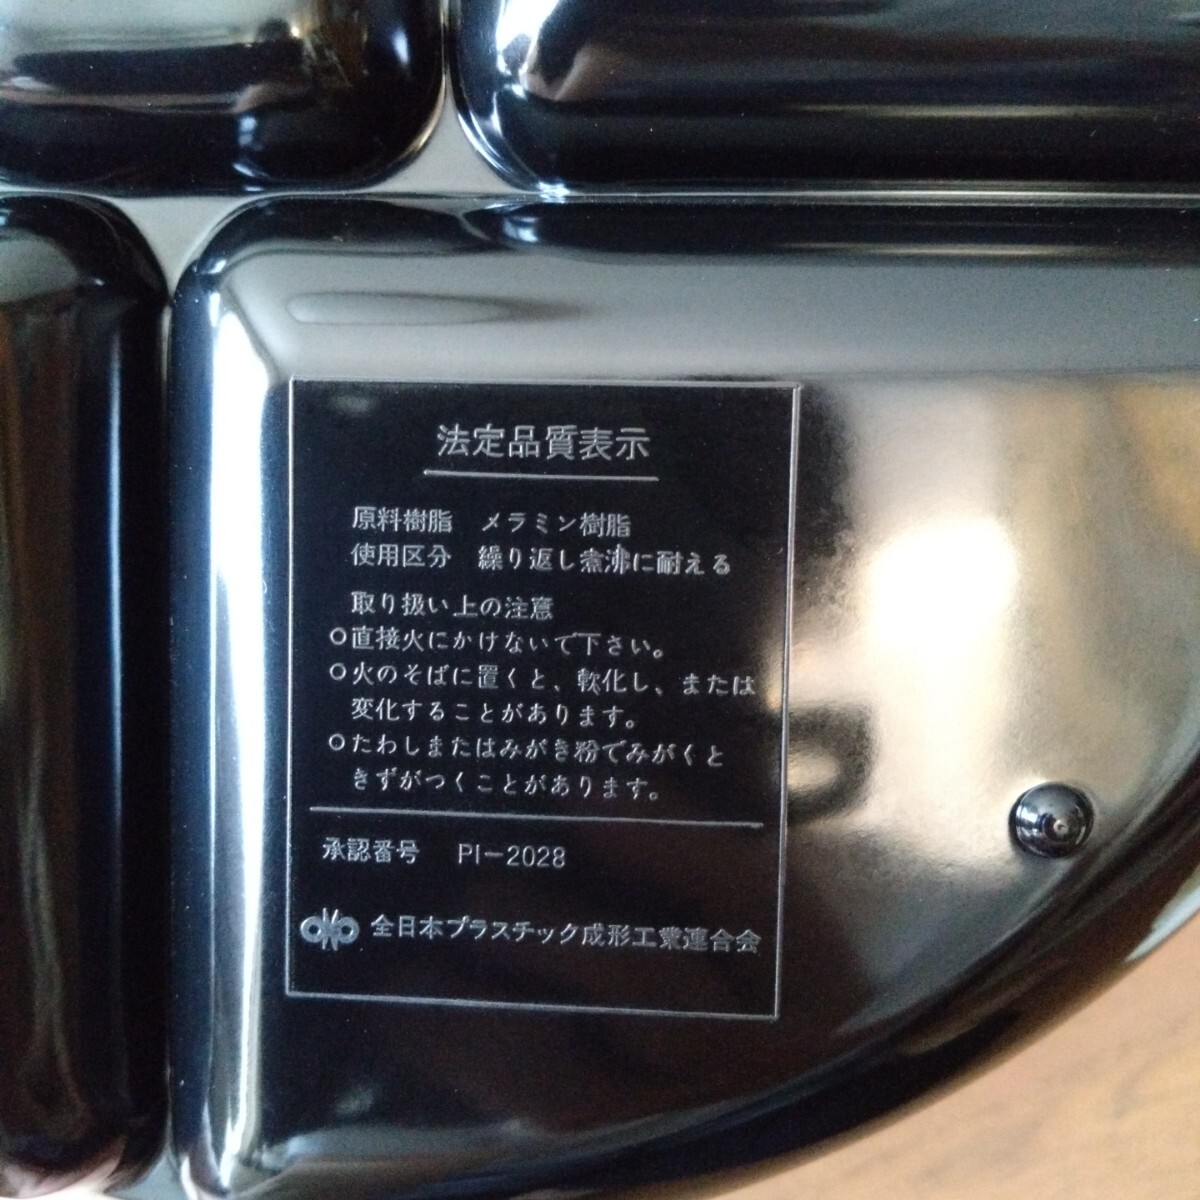 法定品質表示
原料樹脂　メラミン樹脂
使用区分　繰り返し煮沸に耐える
取り扱い上の注意
○直接火にかけないで下さい。
○火のそばに置くと、軟化し、または
変化することがあります。
○たわしまたはみがき粉でみがくと
きずがつくことがあります。
承認番号　PI－2028
全日本プラスチック成形工業連合会